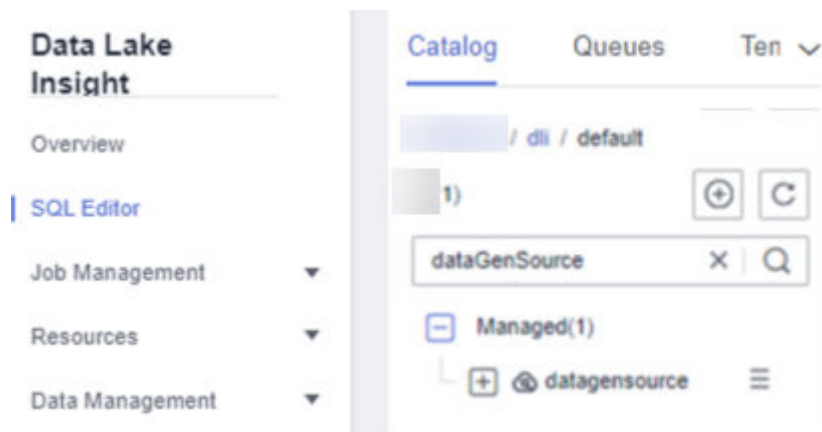 Data Lake
Insight
Overview
SQL Editor
Job Management
Resources
Data Management
Catalog Queues
/ dli / default
1)
dataGenSource
Managed(1)
datagensource